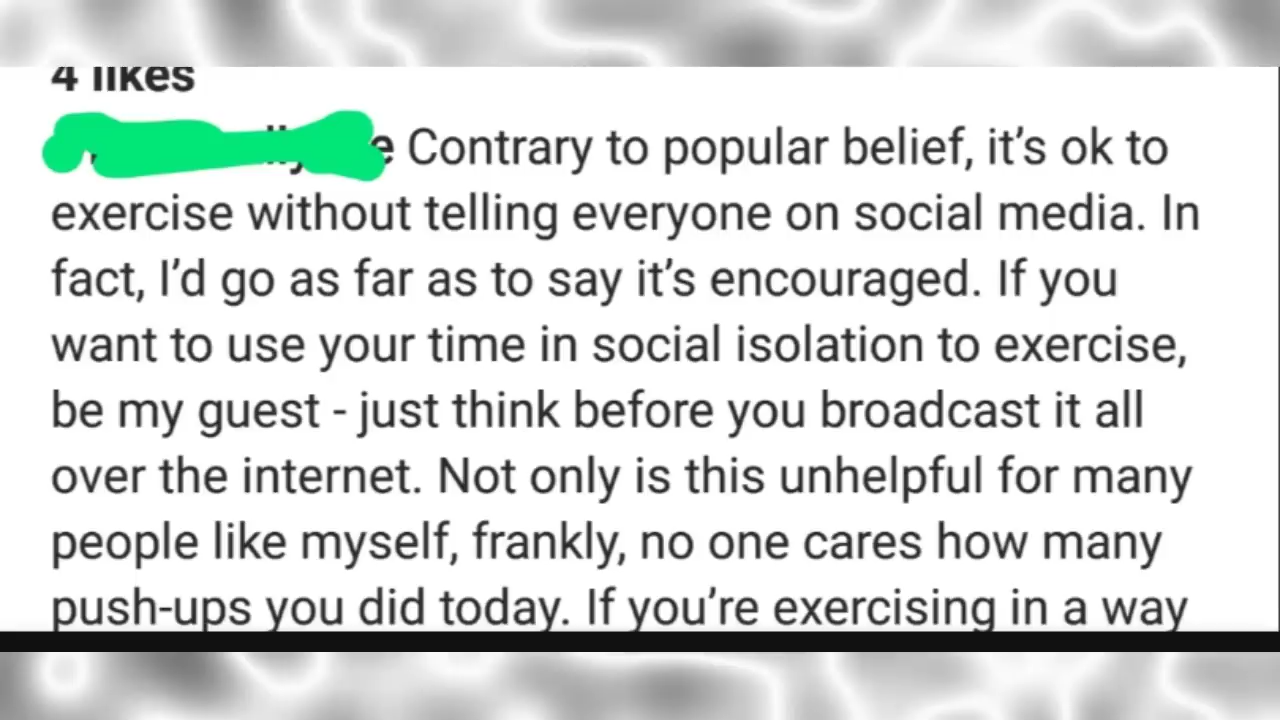 4 likes
Contrary to popular belief, it's ok to
exercise without telling everyone on social media. In
fact, I'd go as far as to say it's encouraged. If you
want to use your time in social isolation to exercise,
be my guest - just think before you broadcast it all
over the internet. Not only is this unhelpful for many
people like myself, frankly, no one cares how many
push-ups you did today. If you're exercising in a way